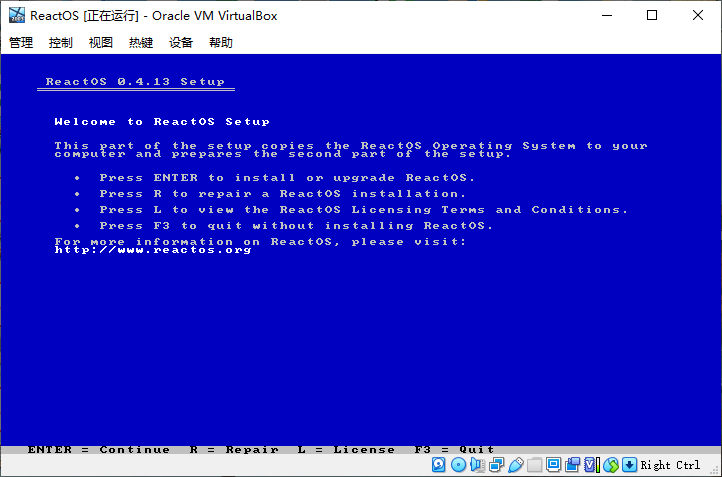 ReactOS [正在运行] - Oracle VM VirtualBox
管理 控制 视图 热键 设备 帮助
ReactOS 0.4.13 Setup
Welcome to ReactOS Setup
This part of the setup copies the ReactOS Operating System to your
computer and prepares the second part of the setup.
• Press ENTER to install or upgrade ReactOS.
• Press R to repair a ReactOS installation.
• Press L to view the ReactOS Licensing Terms and Conditions.
• Press F3 to quit without installing ReactOS.
For more information on ReactOS, please visit:
http://www.reactos.org
ENTER = Continue R = Repair L = License F3 = Quit
Right Ctrl